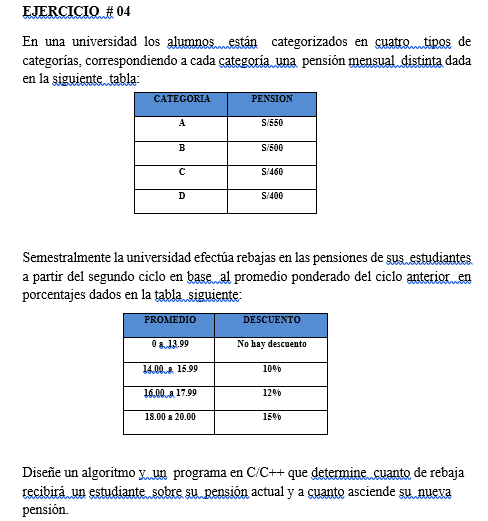 EJERCICIO # 04
En una universidad los alumnos están categorizados en cuatro tipos de
categorías, correspondiendo a cada categoría una pensión mensual distinta dada
en la siguiente tabla:
CATEGORIA PENSION
A S/550
B S/500
C S/460
D S/400
Semestralmente la universidad efectúa rebajas en las pensiones de sus estudiantes
a partir del segundo ciclo en base al promedio ponderado del ciclo anterior en
porcentajes dados en la tabla siguiente:
PROMEDIO DESCUENTO
0 a 13.99 No hay descuento
14.00 a 15.99 10%
16.00 a 17.99 12%
18.00 a 20.00 15%
Diseñe un algoritmo y un programa en C/C++ que determine cuanto de rebaja
recibirá un estudiante sobre su pensión actual y a cuanto asciende su nueva
pensión.